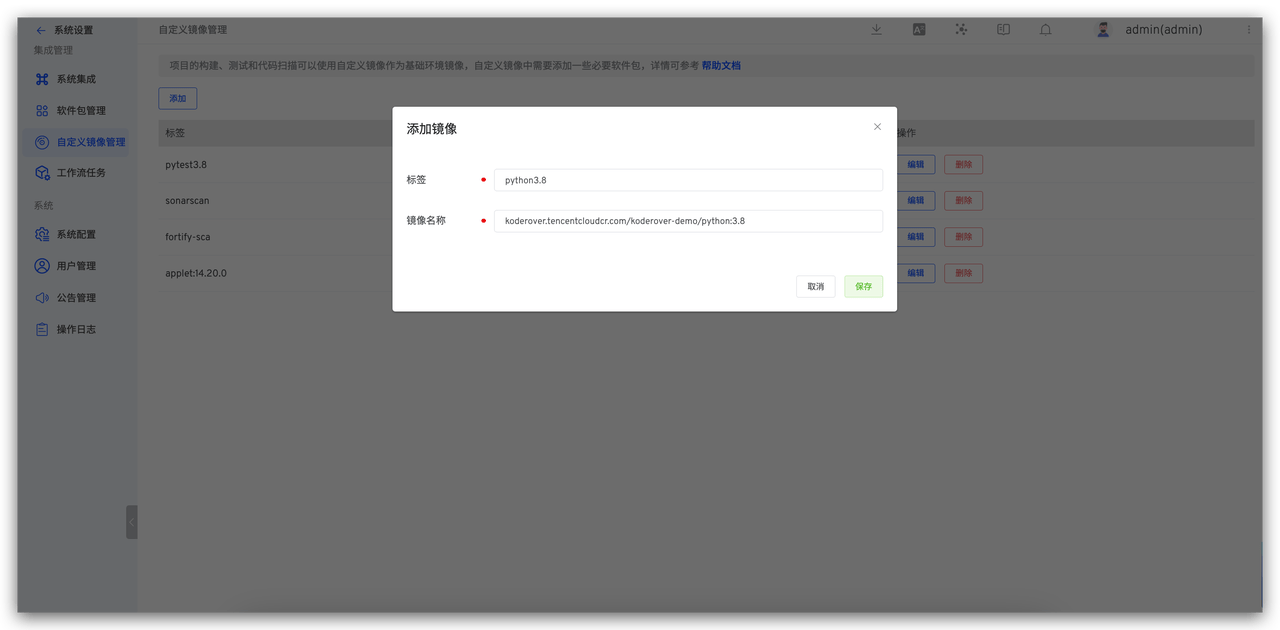 系统设置
自定义镜像管理
admin(admin)
集成管理
系统集成
软件包管理
自定义镜像管理
工作流任务
系统
系统配置
用户管理
公告管理
操作日志
项目的构建、测试和代码扫描可以使用自定义镜像作为基础环境镜像，自定义镜像中需要添加一些必要软件包，详情可参考 帮助文档
添加
标签
操作
pytest3.8
编辑
删除
sonarscan
编辑
删除
fortify-sca
编辑
删除
applet:14.20.0
编辑
删除
添加镜像
标签
python3.8
镜像名称
koderover.tencentcloudcr.com/koderover-demo/python:3.8
取消
保存